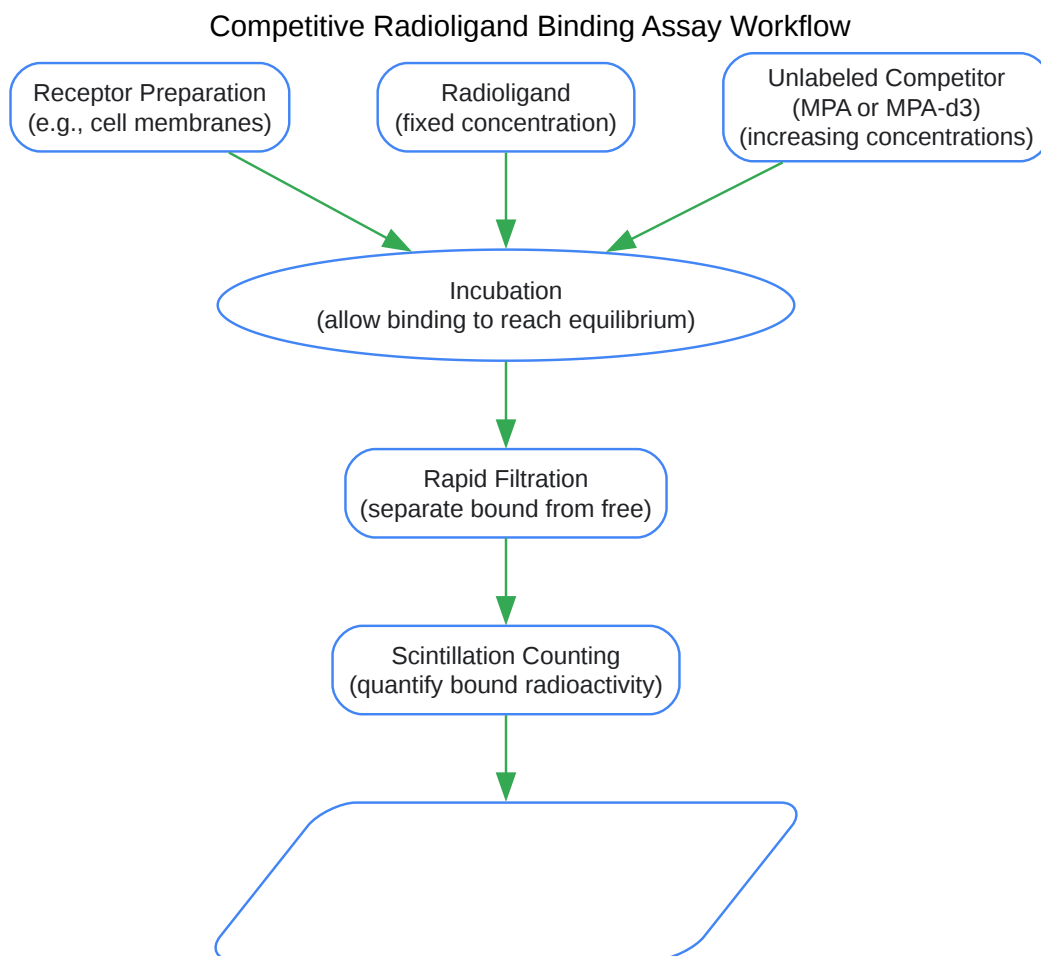 Competitive Radioligand Binding Assay Workflow
Receptor Preparation
(e.g., cell membranes)
Radioligand
(fixed concentration)
Unlabeled Competitor
(MPA or MPA-d3)
(increasing concentrations)
Incubation
(allow binding to reach equilibrium)
Rapid Filtration
(separate bound from free)
Scintillation Counting
(quantify bound radioactivity)